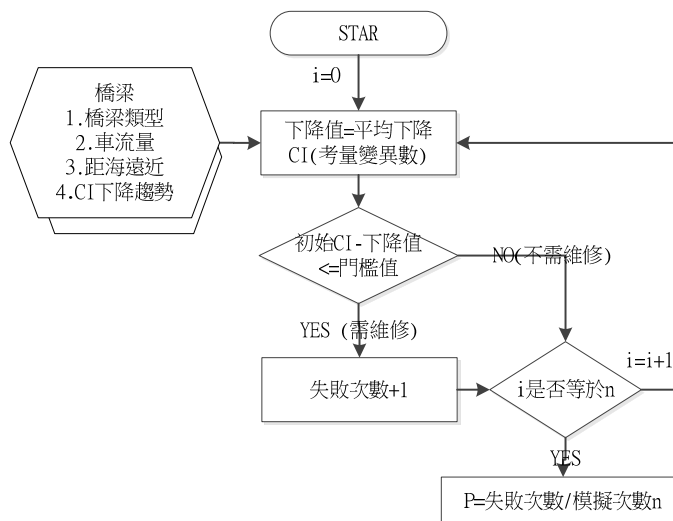 STAR
i=0
橋梁
1.橋梁類型
2.車流量
3.距海遠近
4.CI下降趨勢
下降值=平均下降
CI(考量變異數)
初始CI-下降值
<=門檻值
NO(不需維修)
YES (需維修)
失敗次數+1
i是否等於n
i=i+1
YES
P=失敗次數/模擬次數n